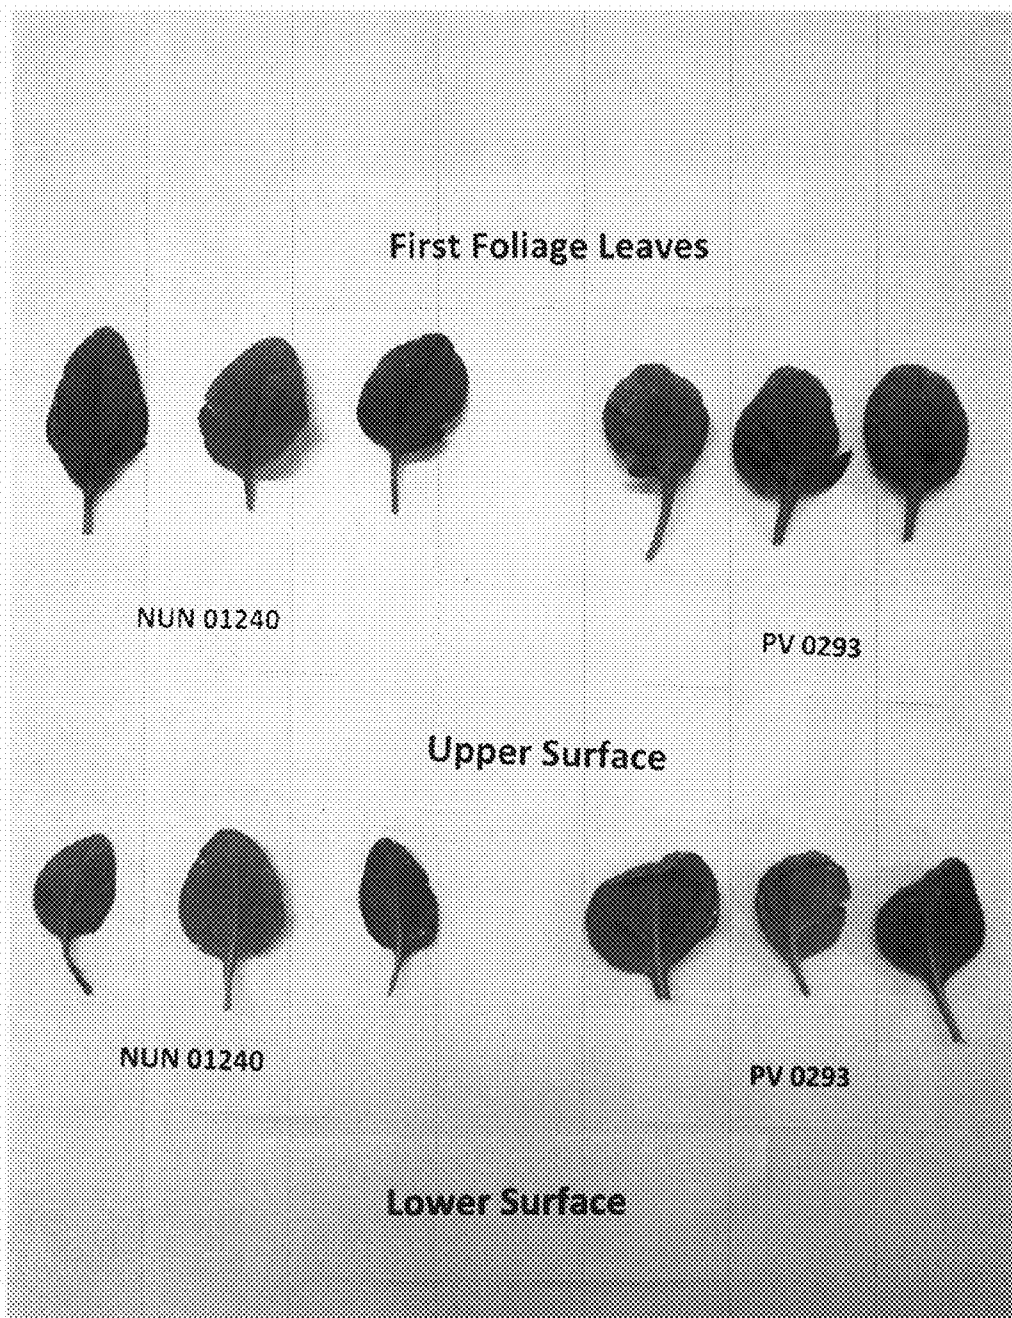 First Foliage Leaves
NUN 01240
PV 0293
Upper Surface
NUN 01240
PV 0293
Lower Surface